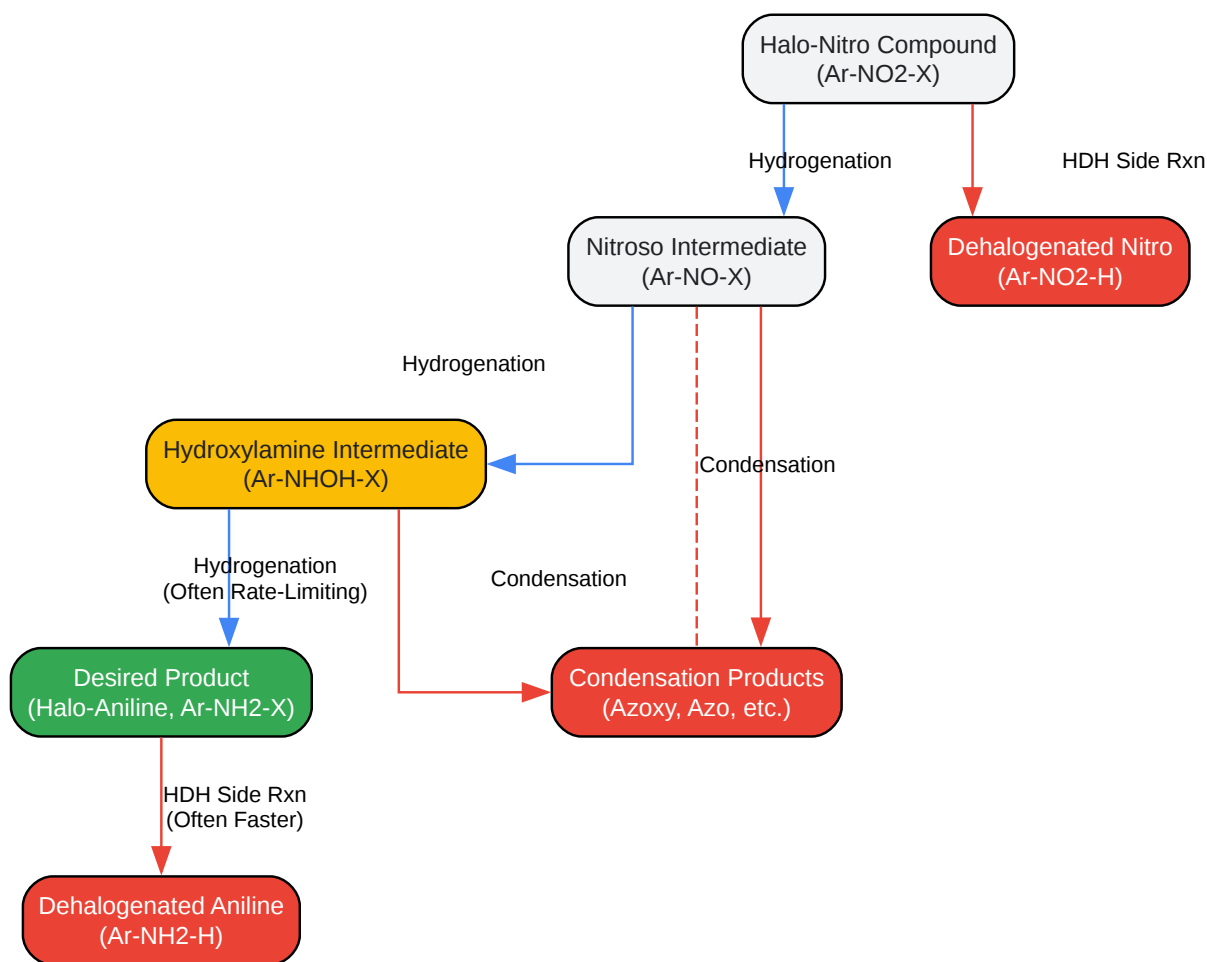 Halo-Nitro Compound
(Ar-NO2-X)
Hydrogenation
HDH Side Rxn
Nitroso Intermediate
(Ar-NO-X)
Dehalogenated Nitro
(Ar-NO2-H)
Hydrogenation
Hydroxylamine Intermediate
(Ar-NHOH-X)
Condensation
Hydrogenation
(Often Rate-Limiting)
Condensation
Desired Product
(Halo-Aniline, Ar-NH2-X)
Condensation Products
(Azoxy, Azo, etc.)
HDH Side Rxn
(Often Faster)
Dehalogenated Aniline
(Ar-NH2-H)